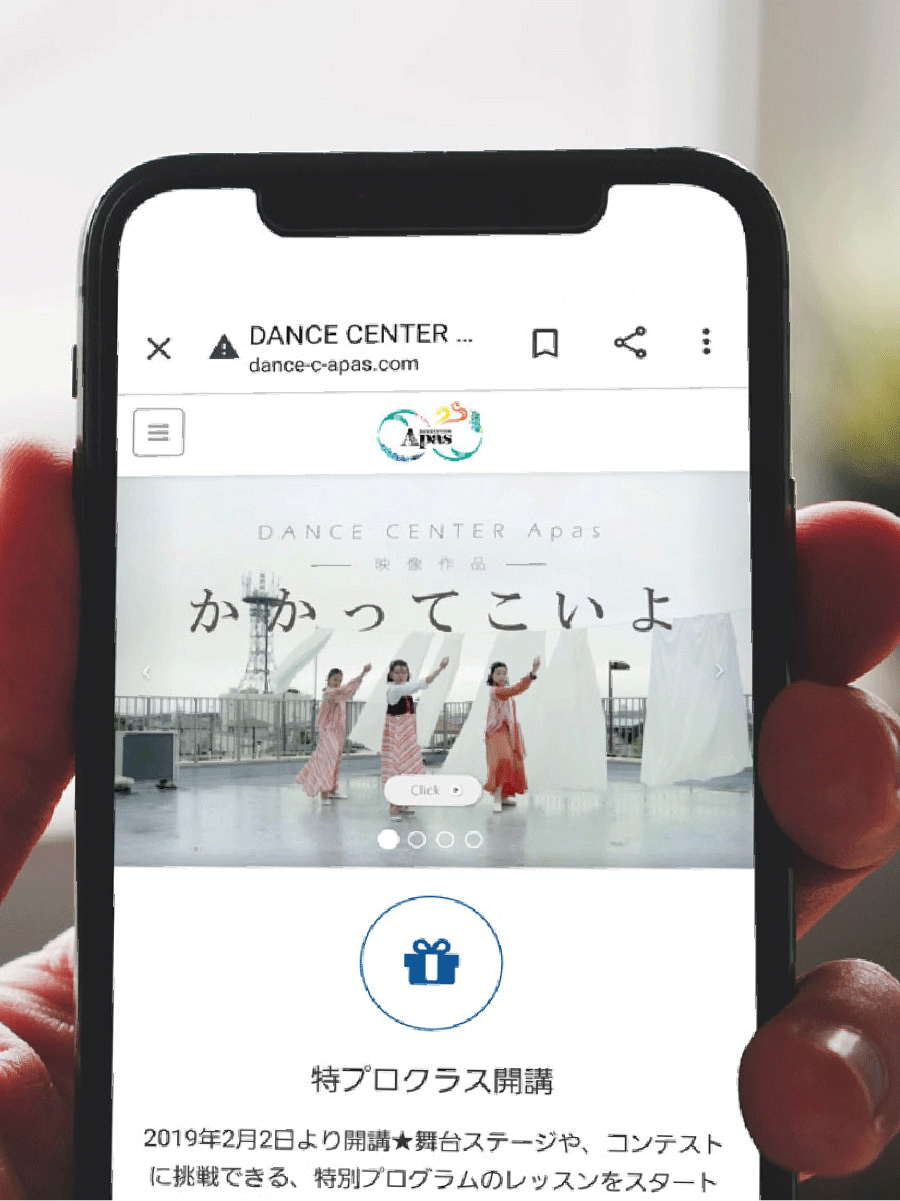 DANCE CENTER ...
dance-c-apas.com
Apas
DANCE CENTER Apas
映像作品
かかってこいよ
Click
特プロクラス開講
2019年2月2日より開講★舞台ステージや、コンテスト
に挑戦できる、特別プログラムのレッスンをスタート